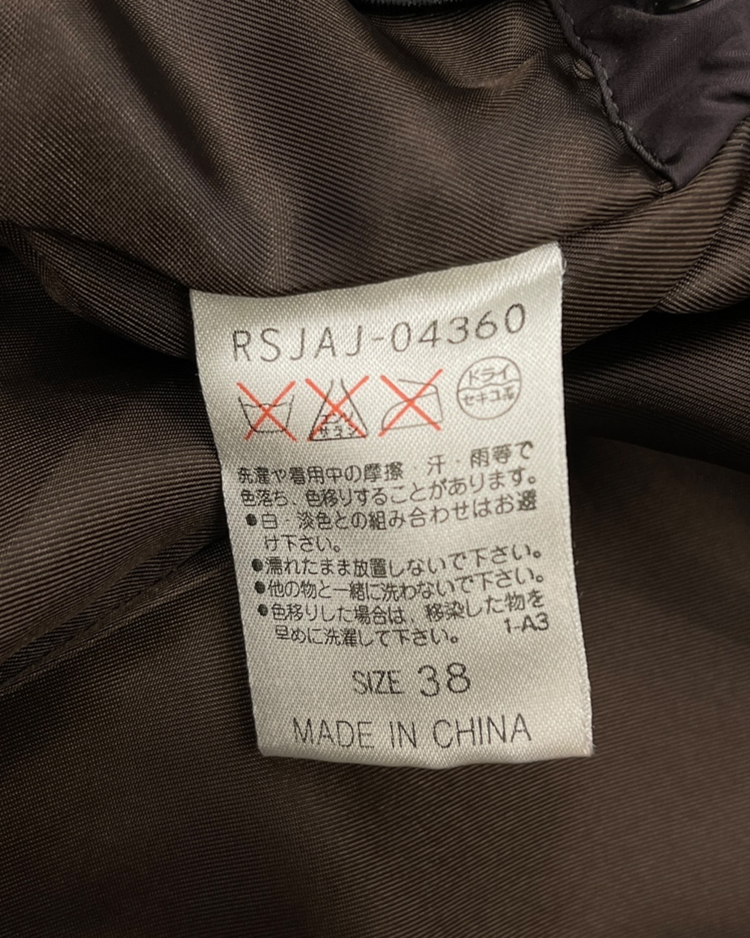 RSJAJ-04360
エンソ
サラシ
ドライ
セキユ系
洗濯や着用中の摩擦・汗・雨等で
色落ち、色移りすることがあります。
●白・淡色との組み合わせはお避
け下さい。
●濡れたまま放置しないで下さい。
●他の物と一緒に洗わないで下さい。
●色移りした場合は、移染した物を
早めに洗濯して下さい。 1-A3
SIZE 38
MADE IN CHINA